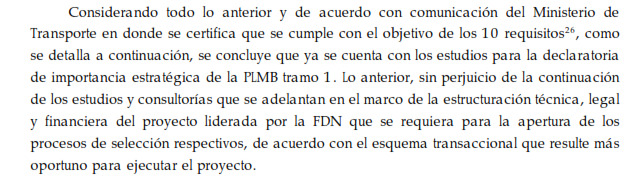 Considerando todo lo anterior y de acuerdo con comunicación del Ministerio de
Transporte en donde se certifica que se cumple con el objetivo de los 10 requisitos26, como
se detalla a continuación, se concluye que ya se cuenta con los estudios para la declaratoria
de importancia estratégica de la PLMB tramo 1. Lo anterior, sin perjuicio de la continuación
de los estudios y consultorías que se adelantan en el marco de la estructuración técnica, legal
y financiera del proyecto liderada por la FDN que se requiera para la apertura de los
procesos de selección respectivos, de acuerdo con el esquema transaccional que resulte más
oportuno para ejecutar el proyecto.